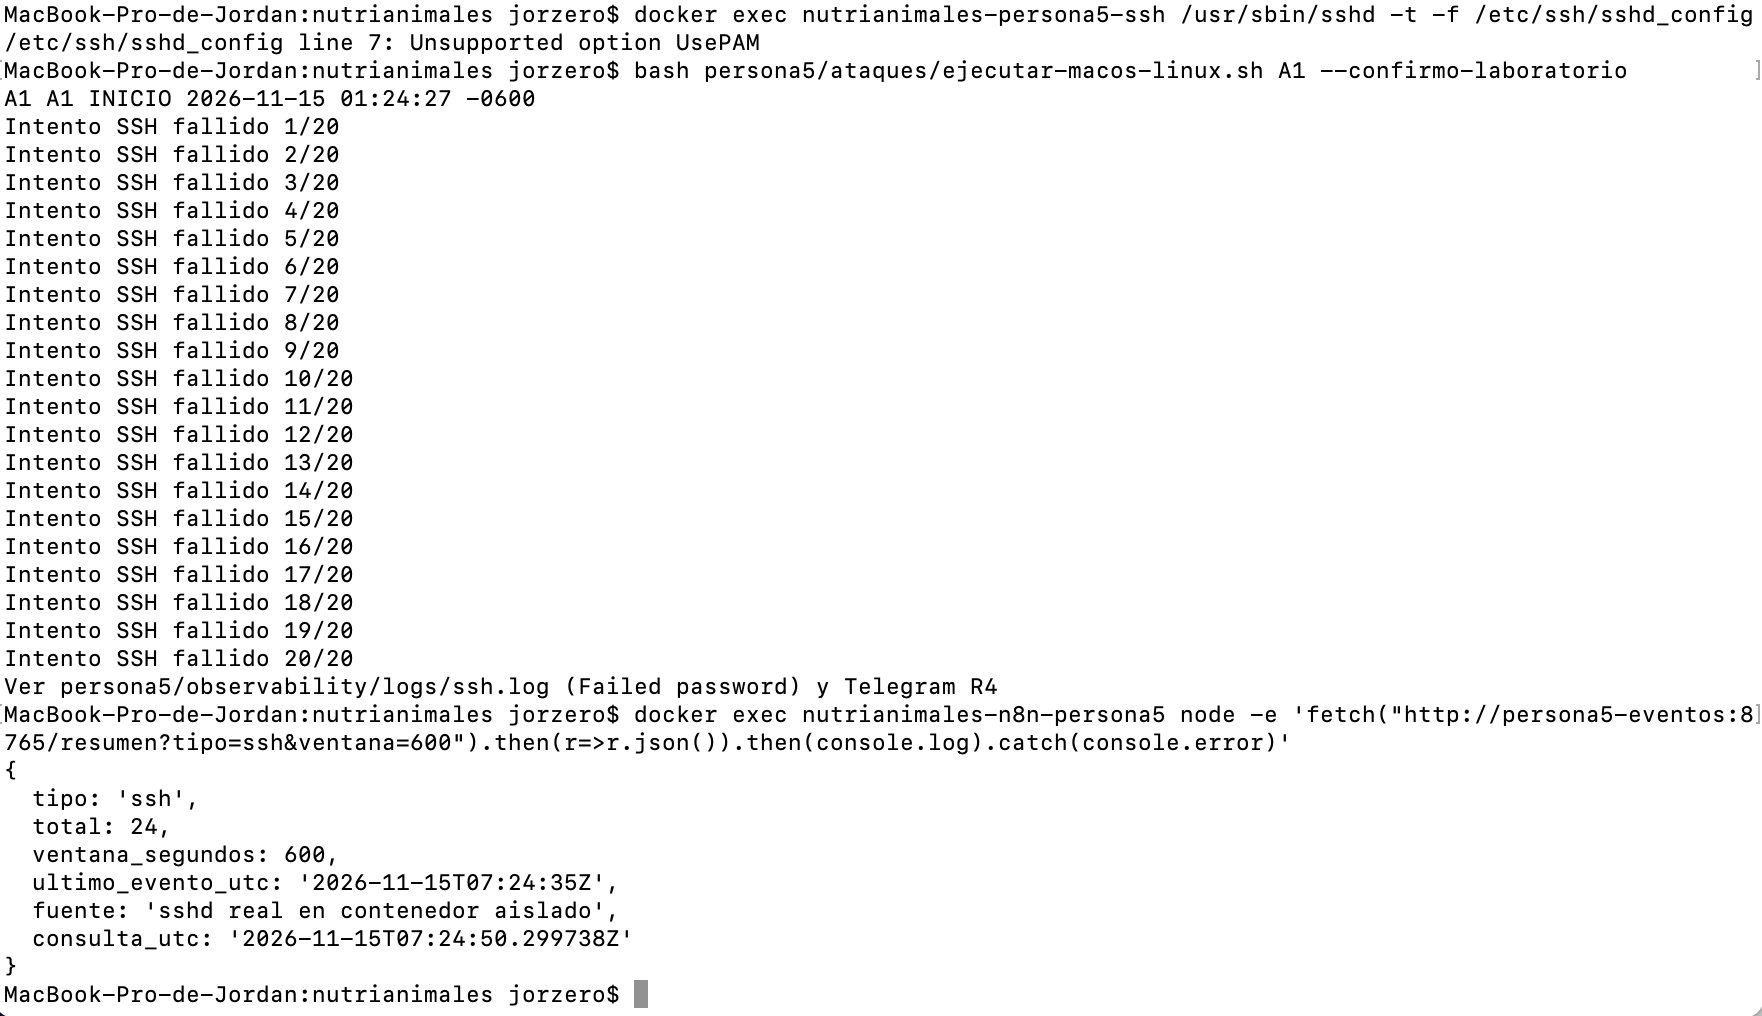 MacBook-Pro-de-Jordan:nutrianimales jorzero$ docker exec nutrianimales-persona5-ssh /usr/sbin/sshd -t -f /etc/ssh/sshd_config
/etc/ssh/sshd_config line 7: Unsupported option UsePAM
[MacBook-Pro-de-Jordan:nutrianimales jorzero$ bash persona5/ataques/ejecutar-macos-linux.sh A1 --confirmo-laboratorio ]
A1 A1 INICIO 2026-11-15 01:24:27 -0600
Intento SSH fallido 1/20
Intento SSH fallido 2/20
Intento SSH fallido 3/20
Intento SSH fallido 4/20
Intento SSH fallido 5/20
Intento SSH fallido 6/20
Intento SSH fallido 7/20
Intento SSH fallido 8/20
Intento SSH fallido 9/20
Intento SSH fallido 10/20
Intento SSH fallido 11/20
Intento SSH fallido 12/20
Intento SSH fallido 13/20
Intento SSH fallido 14/20
Intento SSH fallido 15/20
Intento SSH fallido 16/20
Intento SSH fallido 17/20
Intento SSH fallido 18/20
Intento SSH fallido 19/20
Intento SSH fallido 20/20
Ver persona5/observability/logs/ssh.log (Failed password) y Telegram R4
[MacBook-Pro-de-Jordan:nutrianimales jorzero$ docker exec nutrianimales-n8n-persona5 node -e 'fetch("http://persona5-eventos:8]
765/resumen?tipo=ssh&ventana=600").then(r=>r.json()).then(console.log).catch(console.error)'
{
  tipo: 'ssh',
  total: 24,
  ventana_segundos: 600,
  ultimo_evento_utc: '2026-11-15T07:24:35Z',
  fuente: 'sshd real en contenedor aislado',
  consulta_utc: '2026-11-15T07:24:50.299738Z'
}
MacBook-Pro-de-Jordan:nutrianimales jorzero$